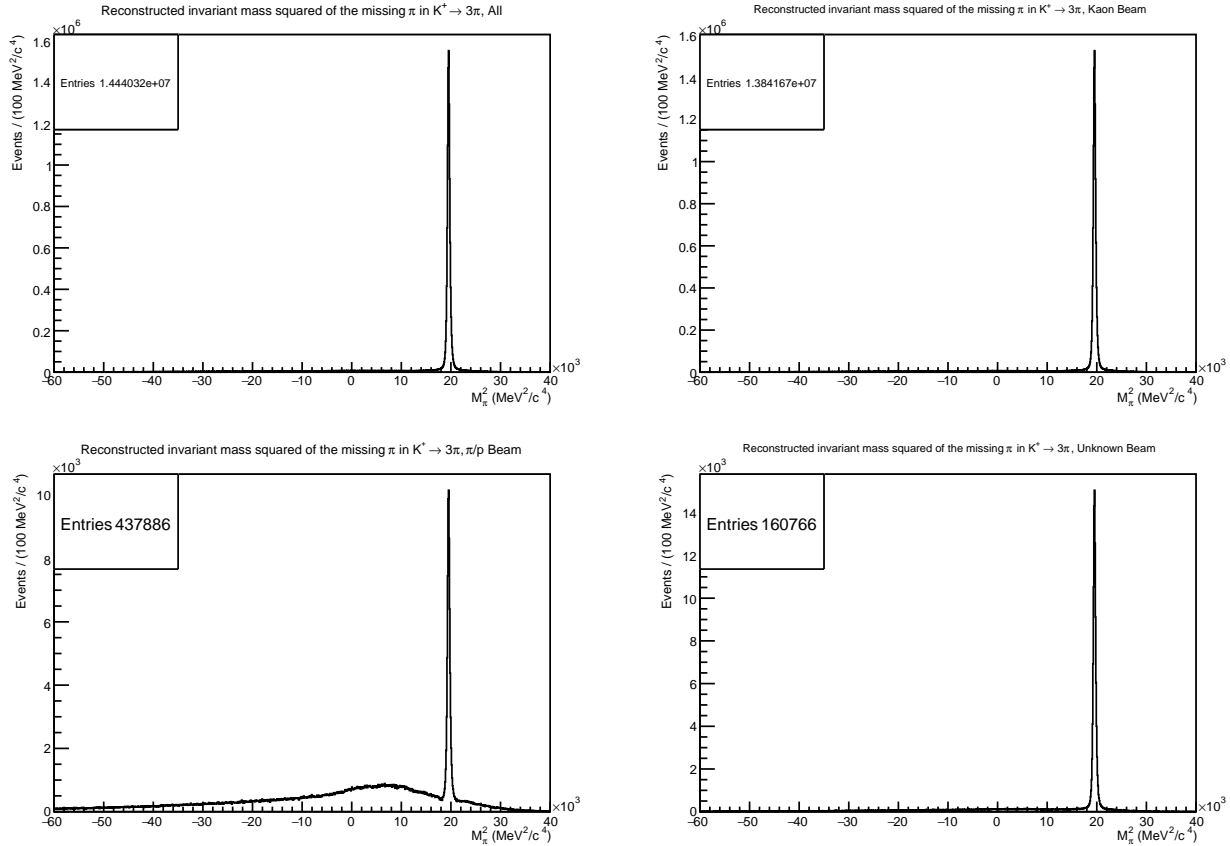 Reconstructed invariant mass squared of the missing π in K⁺ → 3π, All
×10⁶
Events / (100 MeV²/c⁴)
Entries 1.444032e+07
1.6
1.4
1.2
1
0.8
0.6
0.4
0.2
0
−60 −50 −40 −30 −20 −10 0 10 20 30 40
×10³
M²π (MeV²/c⁴)
Reconstructed invariant mass squared of the missing π in K⁺ → 3π, Kaon Beam
×10⁶
Events / (100 MeV²/c⁴)
Entries 1.384167e+07
1.6
1.4
1.2
1
0.8
0.6
0.4
0.2
0
−60 −50 −40 −30 −20 −10 0 10 20 30 40
×10³
M²π (MeV²/c⁴)
Reconstructed invariant mass squared of the missing π in K⁺ → 3π, π/p Beam
×10³
Events / (100 MeV²/c⁴)
Entries 437886
10
8
6
4
2
0
−60 −50 −40 −30 −20 −10 0 10 20 30 40
×10³
M²π (MeV²/c⁴)
Reconstructed invariant mass squared of the missing π in K⁺ → 3π, Unknown Beam
×10³
Events / (100 MeV²/c⁴)
Entries 160766
14
12
10
8
6
4
2
0
−60 −50 −40 −30 −20 −10 0 10 20 30 40
×10³
M²π (MeV²/c⁴)